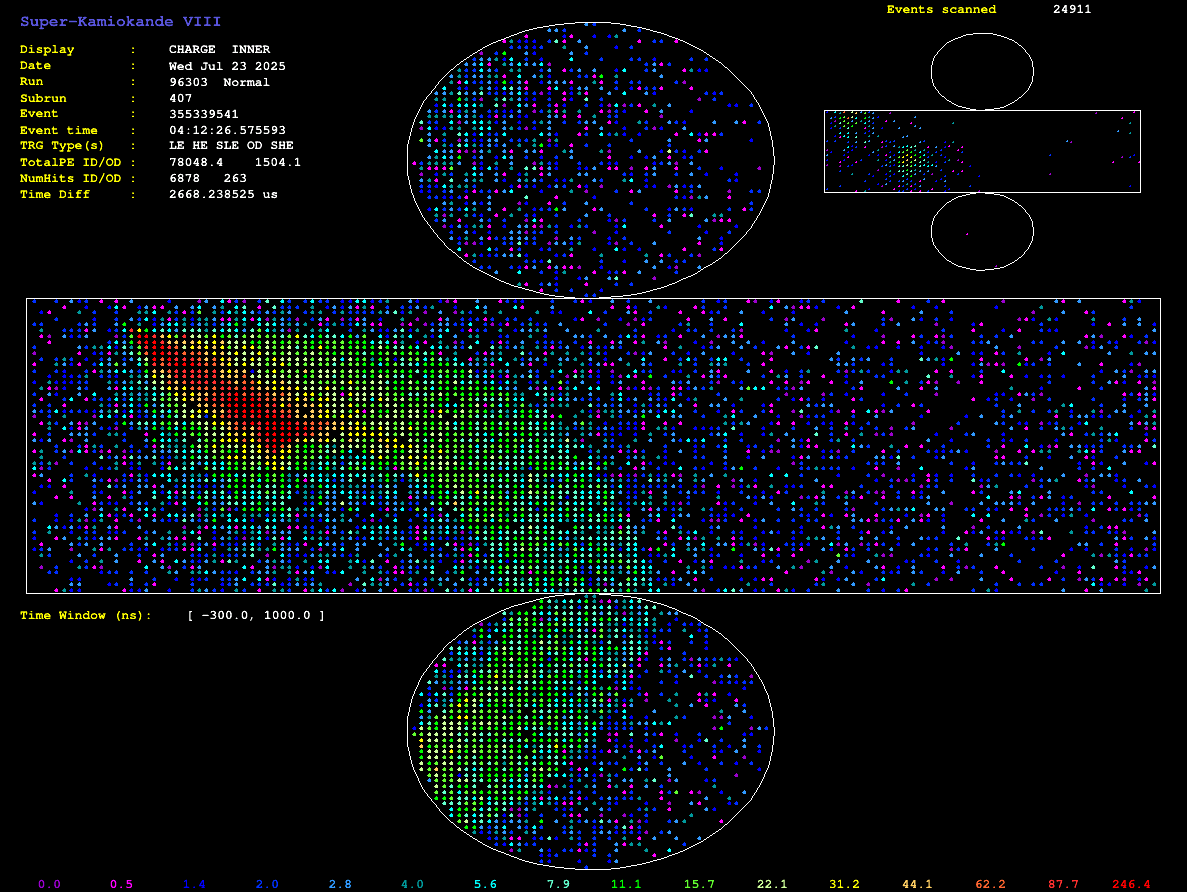 Super-Kamiokande VIII
Events scanned 24911
Display : CHARGE INNER
Date : Wed Jul 23 2025
Run : 96303 Normal
Subrun : 407
Event : 355339541
Event time : 04:12:26.575593
TRG Type(s) : LE HE SLE OD SHE
TotalPE ID/OD : 78048.4 1504.1
NumHits ID/OD : 6878 263
Time Diff : 2668.238525 us
Time Window (ns): [ -300.0, 1000.0 ]
0.0 0.5 1.4 2.0 2.8 4.0 5.6 7.9 11.1 15.7 22.1 31.2 44.1 62.2 87.7 246.4